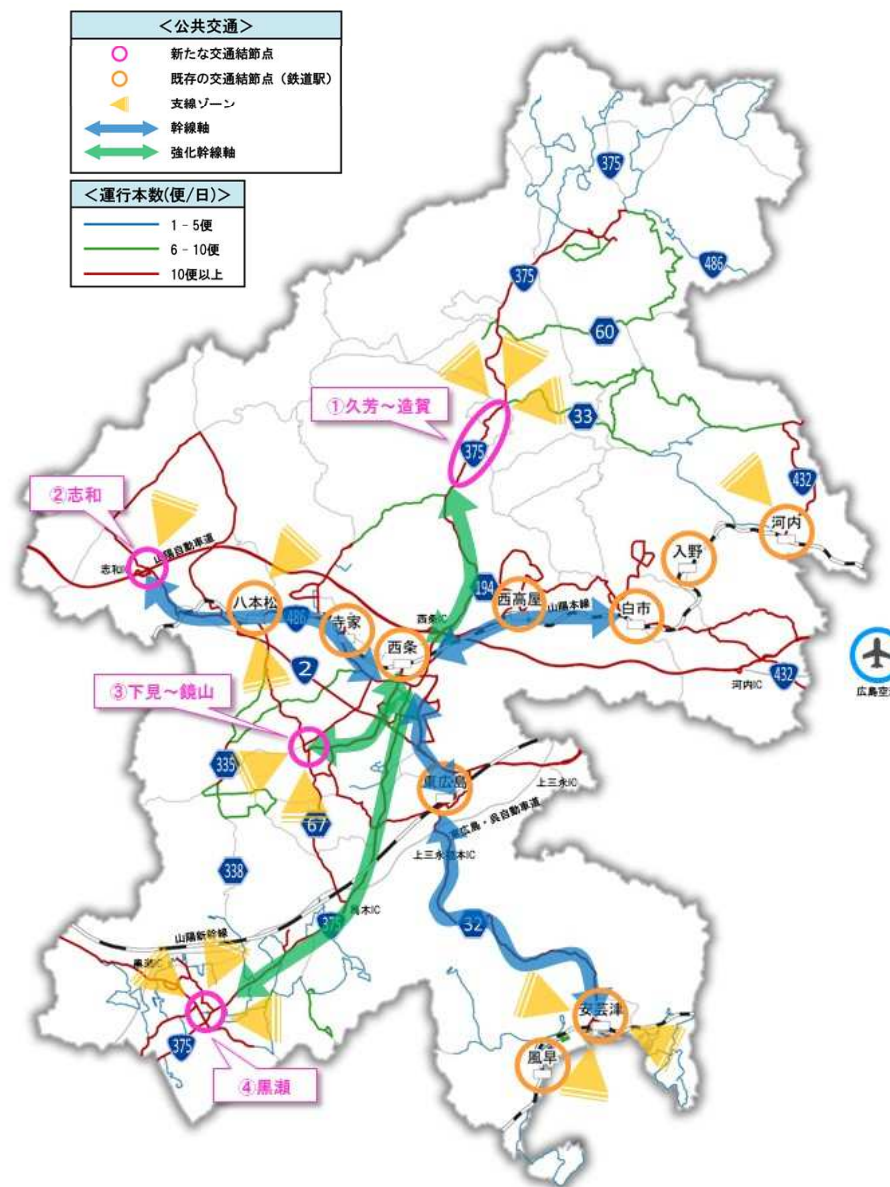 ＜公共交通＞
新たな交通結節点
既存の交通結節点（鉄道駅）
支線ゾーン
幹線軸
強化幹線軸
＜運行本数(便/日)＞
1 - 5便
6 - 10便
10便以上
375
375
486
60
①久芳～造賀
33
375
432
②志和
河内
山陽自動車道
入野
志和I
194
八本松
西高屋
白市
486
寺家
西条IC
山陽本線
西条
2
432
河内IC
広島空
③下見～鏡山
335
東広島
上三永IC
67
広島・呉自動車道
上三永
本IC
338
375
32
山陽新幹線
安芸津
風早
375
④黒瀬